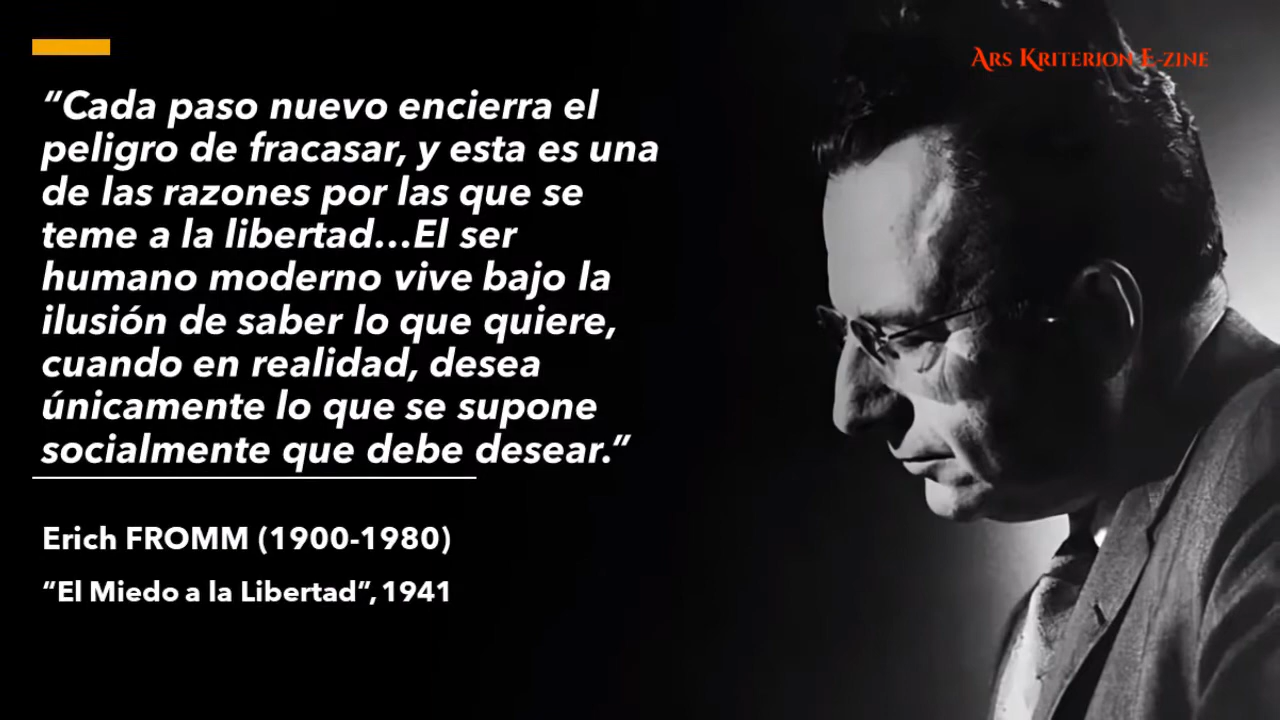 “Cada paso nuevo encierra el
peligro de fracasar, y esta es una
de las razones por las que se
teme a la libertad...El ser
humano moderno vive bajo la
ilusión de saber lo que quiere,
cuando en realidad, desea
únicamente lo que se supone
socialmente que debe desear.”
Erich FROMM (1900-1980)
“El Miedo a la Libertad”, 1941
Ars Kriterion E-zine